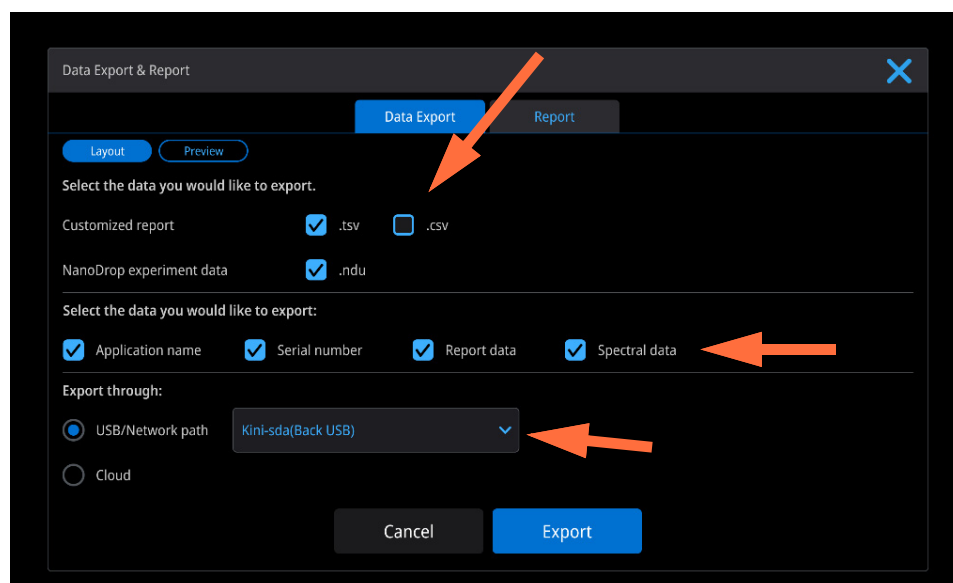 Data Export & Report
Data Export Report
Layout Preview
Select the data you would like to export.
Customized report .tsv .csv
NanoDrop experiment data .ndu
Select the data you would like to export:
Application name Serial number Report data Spectral data
Export through:
USB/Network path Kini-sda(Back USB)
Cloud
Cancel Export